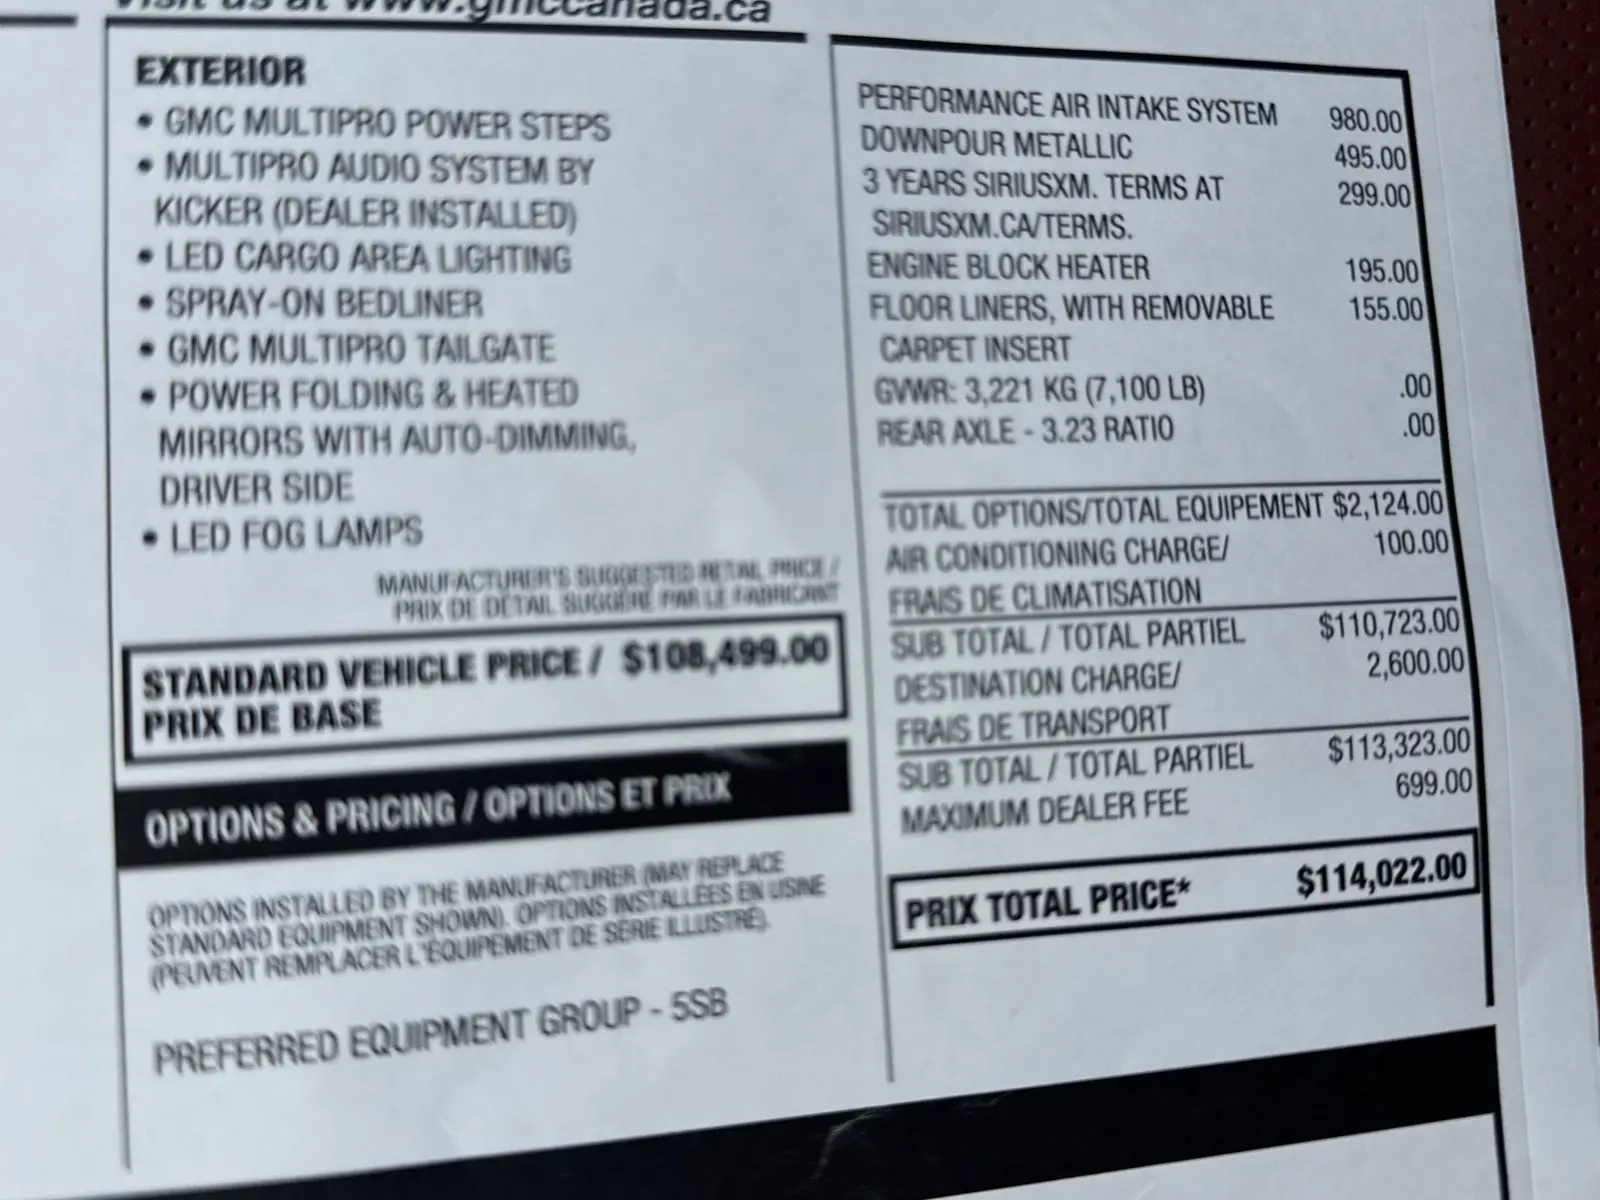 Visit us at www.gmccanada.ca
EXTERIOR
• GMC MULTIPRO POWER STEPS
• MULTIPRO AUDIO SYSTEM BY
KICKER (DEALER INSTALLED)
• LED CARGO AREA LIGHTING
• SPRAY-ON BEDLINER
• GMC MULTIPRO TAILGATE
• POWER FOLDING & HEATED
MIRRORS WITH AUTO-DIMMING,
DRIVER SIDE
• LED FOG LAMPS
MANUFACTURER'S SUGGESTED RETAIL PRICE /
PRIX DE DÉTAIL SUGGÉRÉ PAR LE FABRICANT
STANDARD VEHICLE PRICE / $108,499.00
PRIX DE BASE
OPTIONS & PRICING / OPTIONS ET PRIX
OPTIONS INSTALLED BY THE MANUFACTURER (MAY REPLACE
STANDARD EQUIPMENT SHOWN). OPTIONS INSTALLÉES EN USINE
(PEUVENT REMPLACER L'ÉQUIPEMENT DE SÉRIE ILLUSTRÉ).
PREFERRED EQUIPMENT GROUP - 5SB
PERFORMANCE AIR INTAKE SYSTEM 980.00
DOWNPOUR METALLIC 495.00
3 YEARS SIRIUSXM. TERMS AT 299.00
SIRIUSXM.CA/TERMS.
ENGINE BLOCK HEATER 195.00
FLOOR LINERS, WITH REMOVABLE 155.00
CARPET INSERT
GVWR: 3,221 KG (7,100 LB) .00
REAR AXLE - 3.23 RATIO .00
TOTAL OPTIONS/TOTAL EQUIPEMENT $2,124.00
AIR CONDITIONING CHARGE/ 100.00
FRAIS DE CLIMATISATION
SUB TOTAL / TOTAL PARTIEL $110,723.00
DESTINATION CHARGE/ 2,600.00
FRAIS DE TRANSPORT
SUB TOTAL / TOTAL PARTIEL $113,323.00
MAXIMUM DEALER FEE 699.00
PRIX TOTAL PRICE* $114,022.00